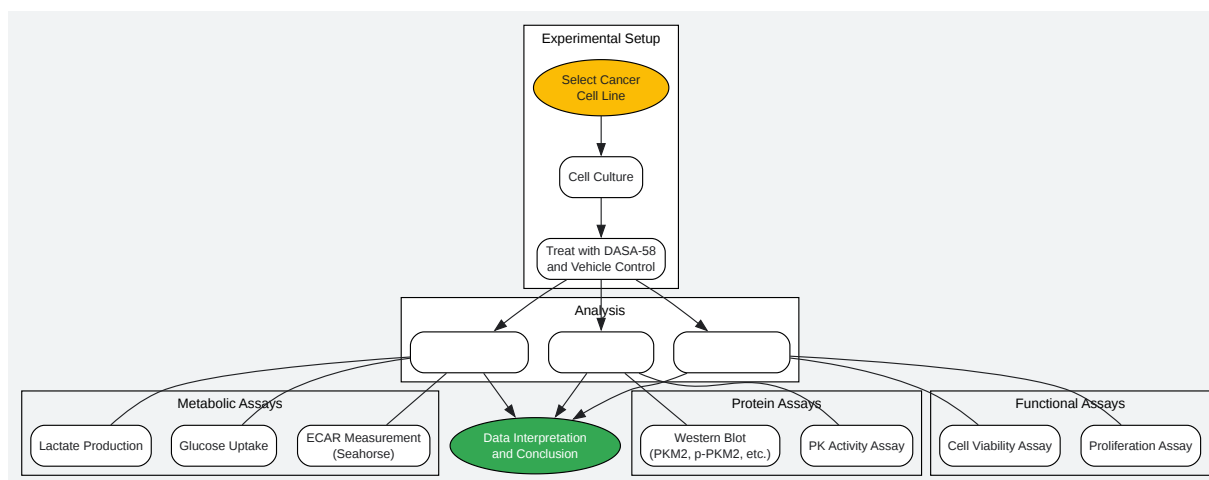 Experimental Setup
Select Cancer
Cell Line
Cell Culture
Treat with DASA-58
and Vehicle Control
Analysis
Metabolic Assays
Lactate Production
Glucose Uptake
ECAR Measurement
(Seahorse)
Data Interpretation
and Conclusion
Protein Assays
Western Blot
(PKM2, p-PKM2, etc.)
PK Activity Assay
Functional Assays
Cell Viability Assay
Proliferation Assay